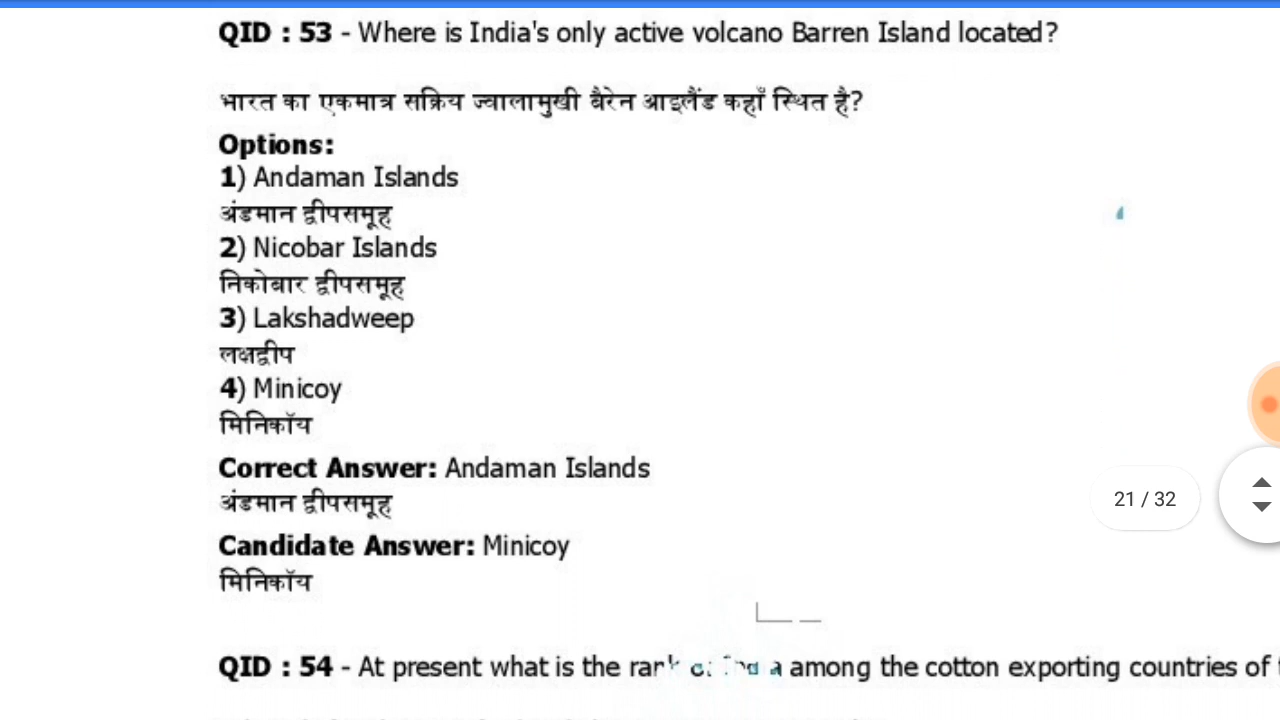 QID : 53 - Where is India's only active volcano Barren Island located?
भारत का एकमात्र सक्रिय ज्वालामुखी बैरेन आइलैंड कहाँ स्थित है?
Options:
1) Andaman Islands
अंडमान द्वीपसमूह
2) Nicobar Islands
निकोबार द्वीपसमूह
3) Lakshadweep
लक्षद्वीप
4) Minicoy
मिनिकॉय
Correct Answer: Andaman Islands
अंडमान द्वीपसमूह
Candidate Answer: Minicoy
मिनिकॉय
21 / 32
QID : 54 - At present what is the among the cotton exporting countries of